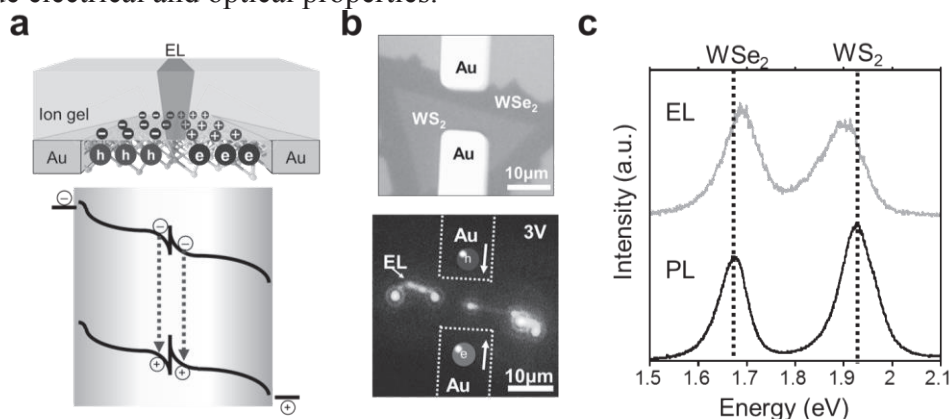 electrical and optical properties.
a
EL
Ion gel
Au
h h h e e e
Au
b
Au
WSe₂
WS₂
Au
10μm
3V
Au
h
EL
e
Au
10μm
c
WSe₂ WS₂
EL
PL
Intensity (a.u.)
1.5 1.6 1.7 1.8 1.9 2 2.1
Energy (eV)